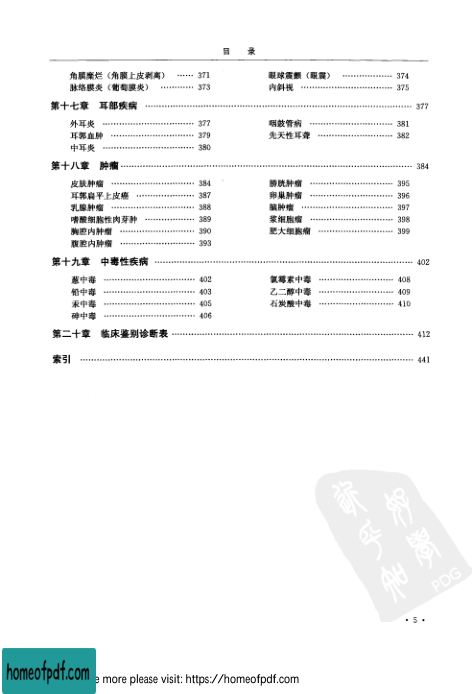 目 录
角膜糜烂（角膜上皮剥离） …… 371
脉络膜炎（葡萄膜炎） ………… 373
眼球震颤（眼震） ……………… 374
内斜视 …………………………… 375
第十七章 耳部疾病 ……………………………………………………… 377
外耳炎 …………………………… 377
耳郭血肿 ………………………… 379
中耳炎 …………………………… 380
咽鼓管病 ………………………… 381
先天性耳聋 ……………………… 382
第十八章 肿瘤 …………………………………………………………… 384
皮肤肿瘤 ………………………… 384
耳郭扁平上皮癌 ………………… 387
乳腺肿瘤 ………………………… 388
嗜酸细胞性肉芽肿 ……………… 389
胸腔内肿瘤 ……………………… 390
腹腔内肿瘤 ……………………… 393
膀胱肿瘤 ………………………… 395
卵巢肿瘤 ………………………… 396
脑肿瘤 …………………………… 397
浆细胞瘤 ………………………… 398
肥大细胞瘤 ……………………… 399
第十九章 中毒性疾病 …………………………………………………… 402
葱中毒 …………………………… 402
铅中毒 …………………………… 403
汞中毒 …………………………… 405
砷中毒 …………………………… 406
氯霉素中毒 ……………………… 408
乙二醇中毒 ……………………… 409
石炭酸中毒 ……………………… 410
第二十章 临床鉴别诊断表 ……………………………………………… 412
索引 ……………………………………………………………………… 441
PDG
· 5 ·
homeofpdf.com
e more please visit: https://homeofpdf.com